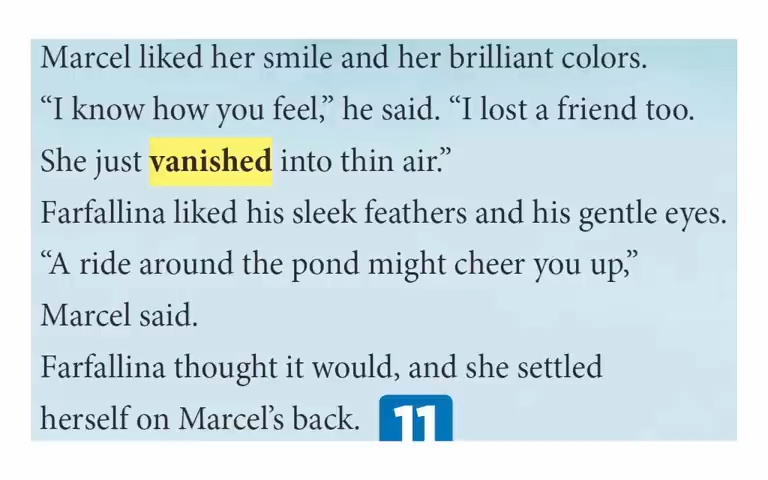 Marcel liked her smile and her brilliant colors.
“I know how you feel,” he said. “I lost a friend too.
She just vanished into thin air.”
Farfallina liked his sleek feathers and his gentle eyes.
“A ride around the pond might cheer you up,”
Marcel said.
Farfallina thought it would, and she settled
herself on Marcel’s back.
11